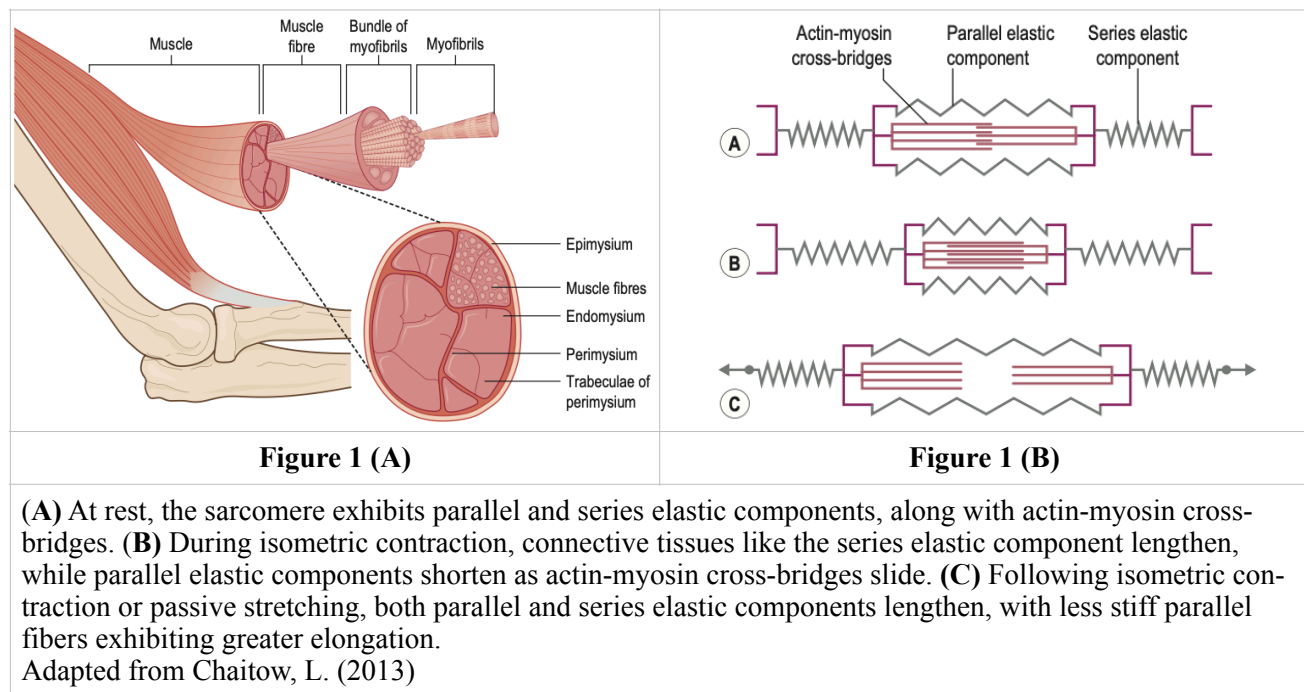 Muscle
Muscle
fibre
Bundle of
myofibrils
Myofibrils
Epimysium
Muscle fibres
Endomysium
Perimysium
Trabeculae of
perimysium
Figure 1 (A)
Actin-myosin
cross-bridges
Parallel elastic
component
Series elastic
component
A
B
C
Figure 1 (B)
(A) At rest, the sarcomere exhibits parallel and series elastic components, along with actin-myosin cross-
bridges. (B) During isometric contraction, connective tissues like the series elastic component lengthen,
while parallel elastic components shorten as actin-myosin cross-bridges slide. (C) Following isometric con-
traction or passive stretching, both parallel and series elastic components lengthen, with less stiff parallel
fibers exhibiting greater elongation.
Adapted from Chaitow, L. (2013)